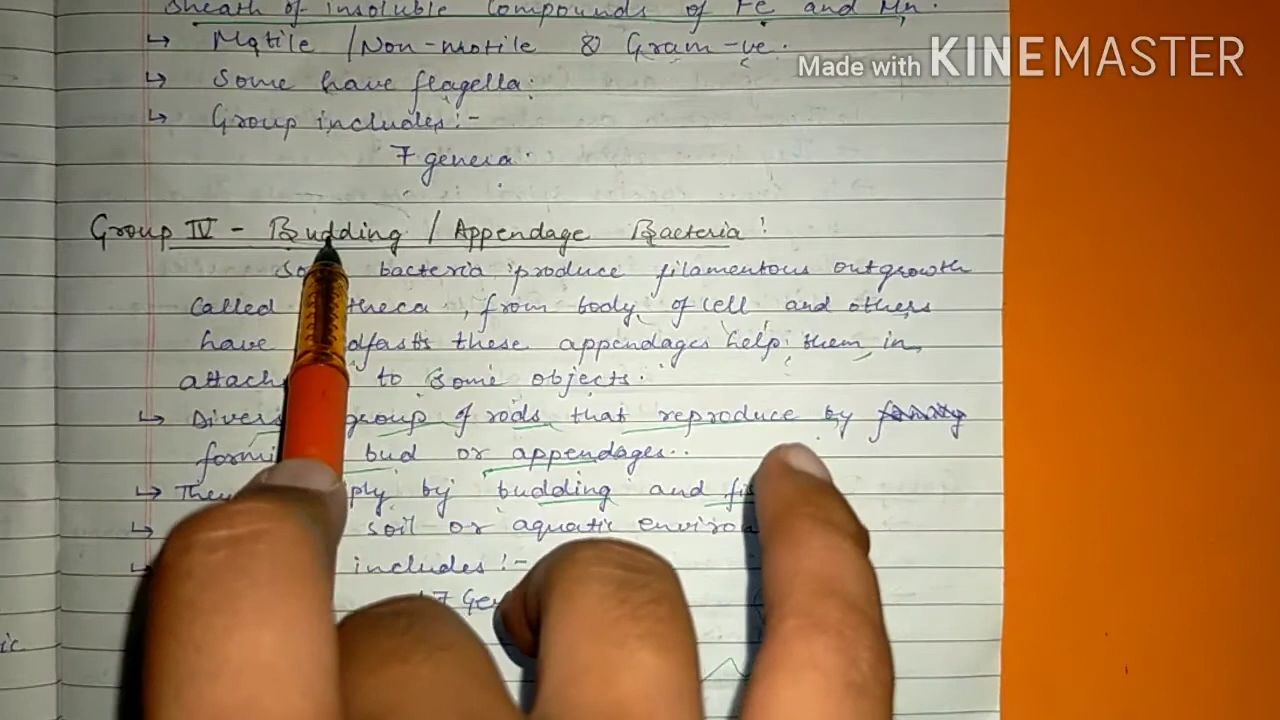 Sheath of insoluble Compounds of Fe and Mn.
↳ Motile / Non-motile & Gram-ve.
Made with KINEMASTER
↳ Some have flagella.
↳ Group includes:-
7 genera.
Group IV - Budding / Appendage Bacteria:
bacteria produce filamentous outgrowth
Called theca, from body of cell and others
have these appendages help them in
to some objects.
↳ group of rods that reproduce by
bud or appendages..
↳ by budding and
↳ soil or aquatic
↳ includes:-